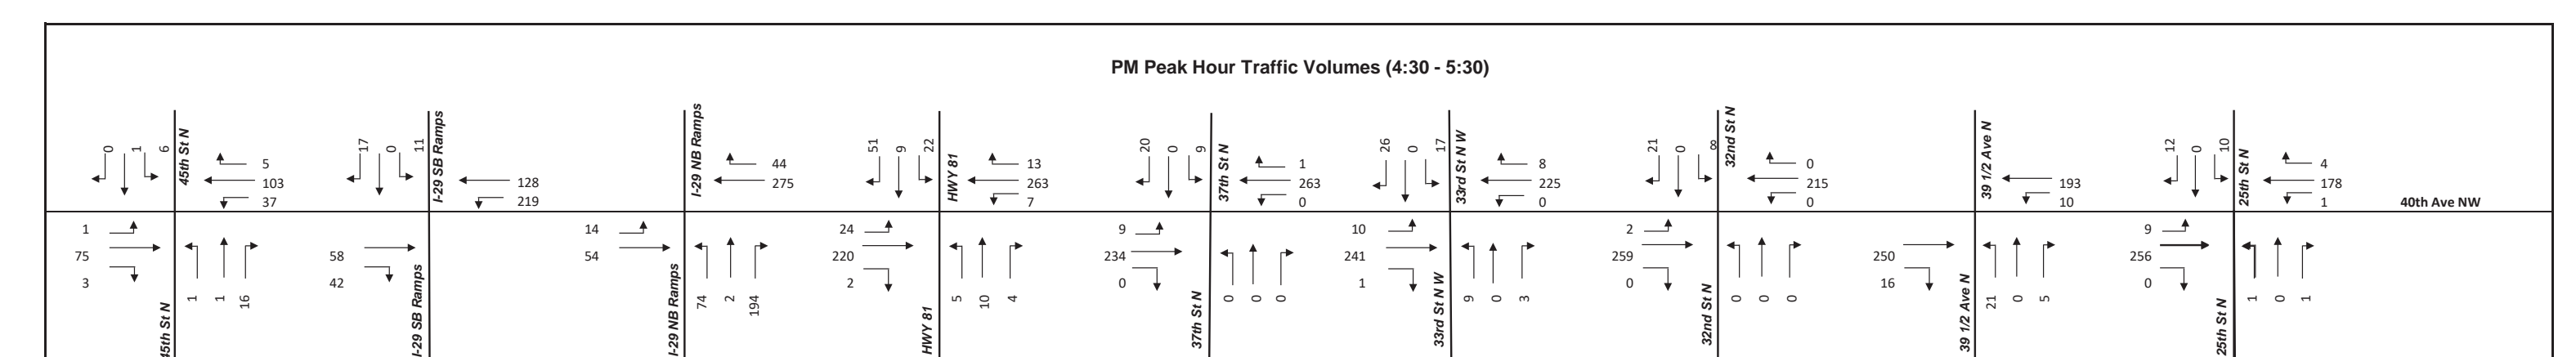 PM Peak Hour Traffic Volumes (4:30 - 5:30)
0 1 6
45th St N
5
103
37
17 0 11
I-29 SB Ramps
128
219
I-29 NB Ramps
44
275
51 9 22
HWY 81
13
263
7
20 0 9
37th St N
1
263
0
26 0 17
33rd St N W
8
225
0
21 0 8
32nd St N
0
215
0
39 1/2 Ave N
193
10
12 0 10
25th St N
4
178
1
40th Ave NW
1
75
3
45th St N
1 1 16
58
42
I-29 SB Ramps
14
54
I-29 NB Ramps
74 2 194
24
220
2
HWY 81
5 10 4
9
234
0
37th St N
0 0 0
10
241
1
33rd St N W
9 0 3
2
259
0
32nd St N
0 0 0
250
16
39 1/2 Ave N
21 0 5
9
256
0
25th St N
1 0 1